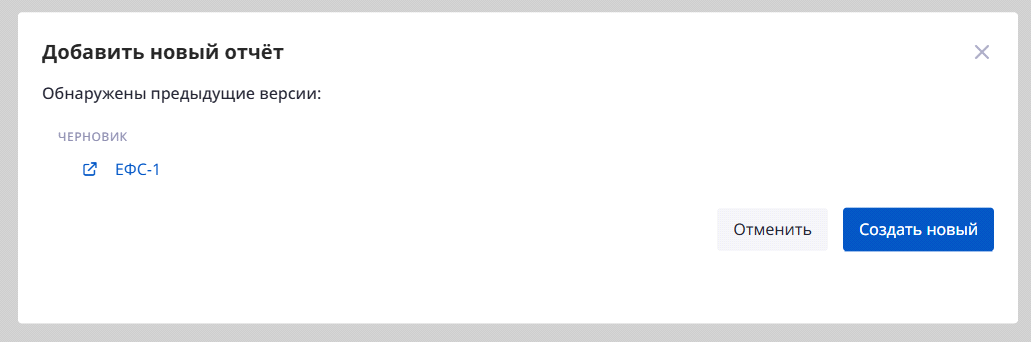 Добавить новый отчёт
Обнаружены предыдущие версии:
ЧЕРНОВИК
ЕФС-1
Отменить
Создать новый